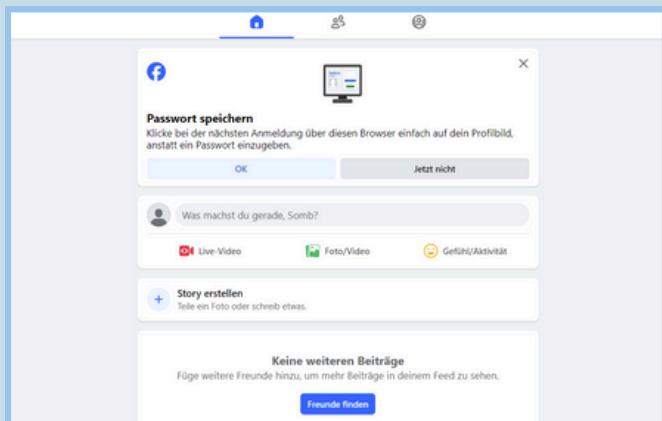 Passwort speichern
Klicke bei der nächsten Anmeldung über diesen Browser einfach auf dein Profilbild,
anstatt ein Passwort einzugeben.
OK
Jetzt nicht
Was machst du gerade, Somb?
Live-Video
Foto/Video
Gefühl/Aktivität
Story erstellen
Teile ein Foto oder schreib etwas.
Keine weiteren Beiträge
Füge weitere Freunde hinzu, um mehr Beiträge in deinem Feed zu sehen.
Freunde finden